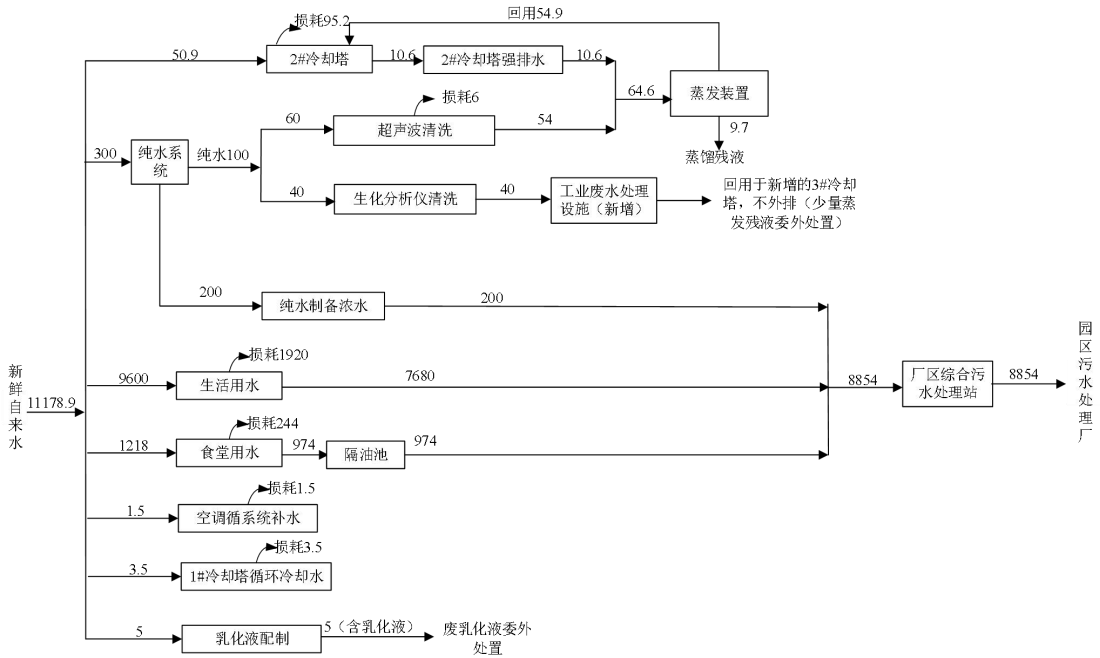 回用54.9
损耗95.2
50.9
2#冷却塔
10.6
2#冷却塔强排水
10.6
64.6
蒸发装置
损耗6
60
超声波清洗
54
9.7
蒸馏残液
300
纯水系
统
纯水100
40
生化分析仪清洗
40
工业废水处理
设施（新增）
回用于新增的3#冷却
塔，不外排（少量蒸
发残液委外处置）
200
纯水制备浓水
200
新鲜自来水
11178.9
损耗1920
9600
生活用水
7680
8854
厂区综合污
水处理站
8854
园区污水处理厂
损耗244
1218
食堂用水
974
隔油池
974
损耗1.5
1.5
空调循系统补水
损耗3.5
3.5
1#冷却塔循环冷却水
5
乳化液配制
5（含乳化液）
废乳化液委外
处置